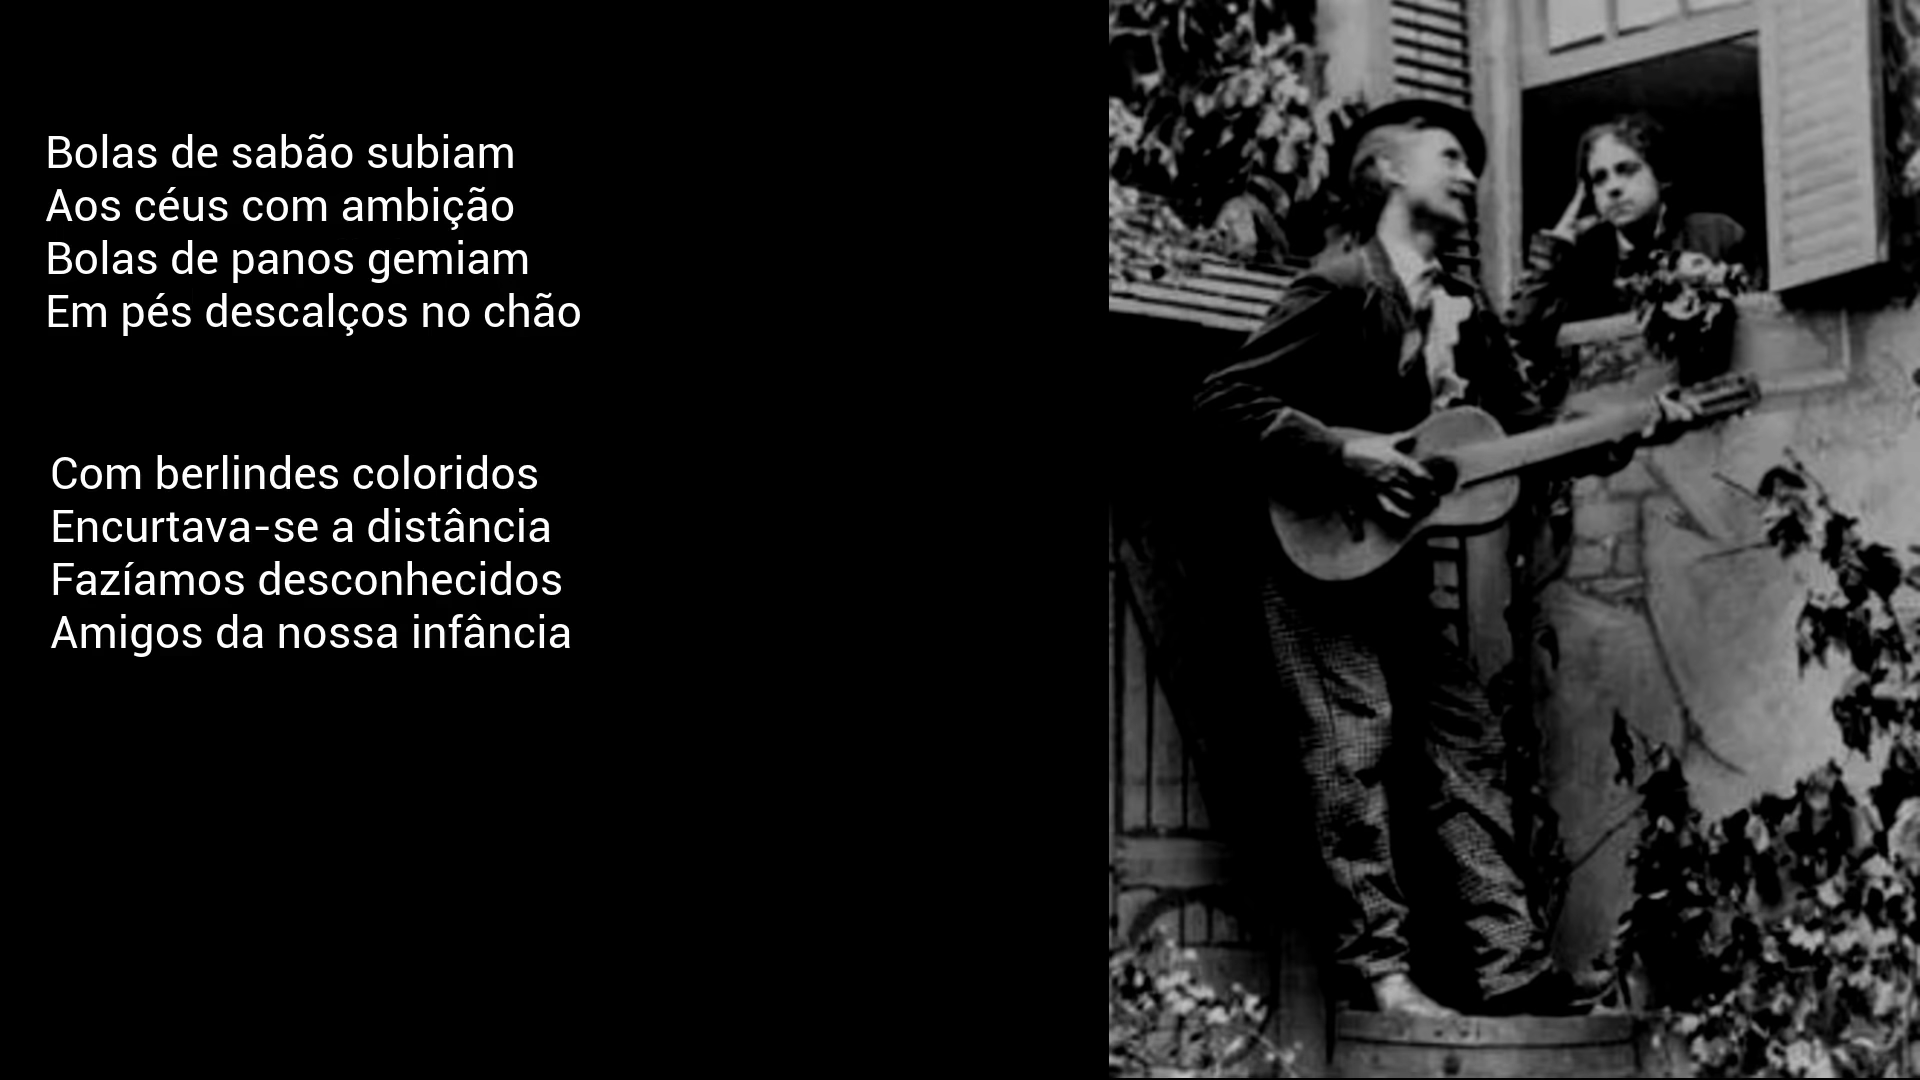 Bolas de sabão subiam
Aos céus com ambição
Bolas de panos gemiam
Em pés descalços no chão
Com berlindes coloridos
Encurtava-se a distância
Fazíamos desconhecidos
Amigos da nossa infância